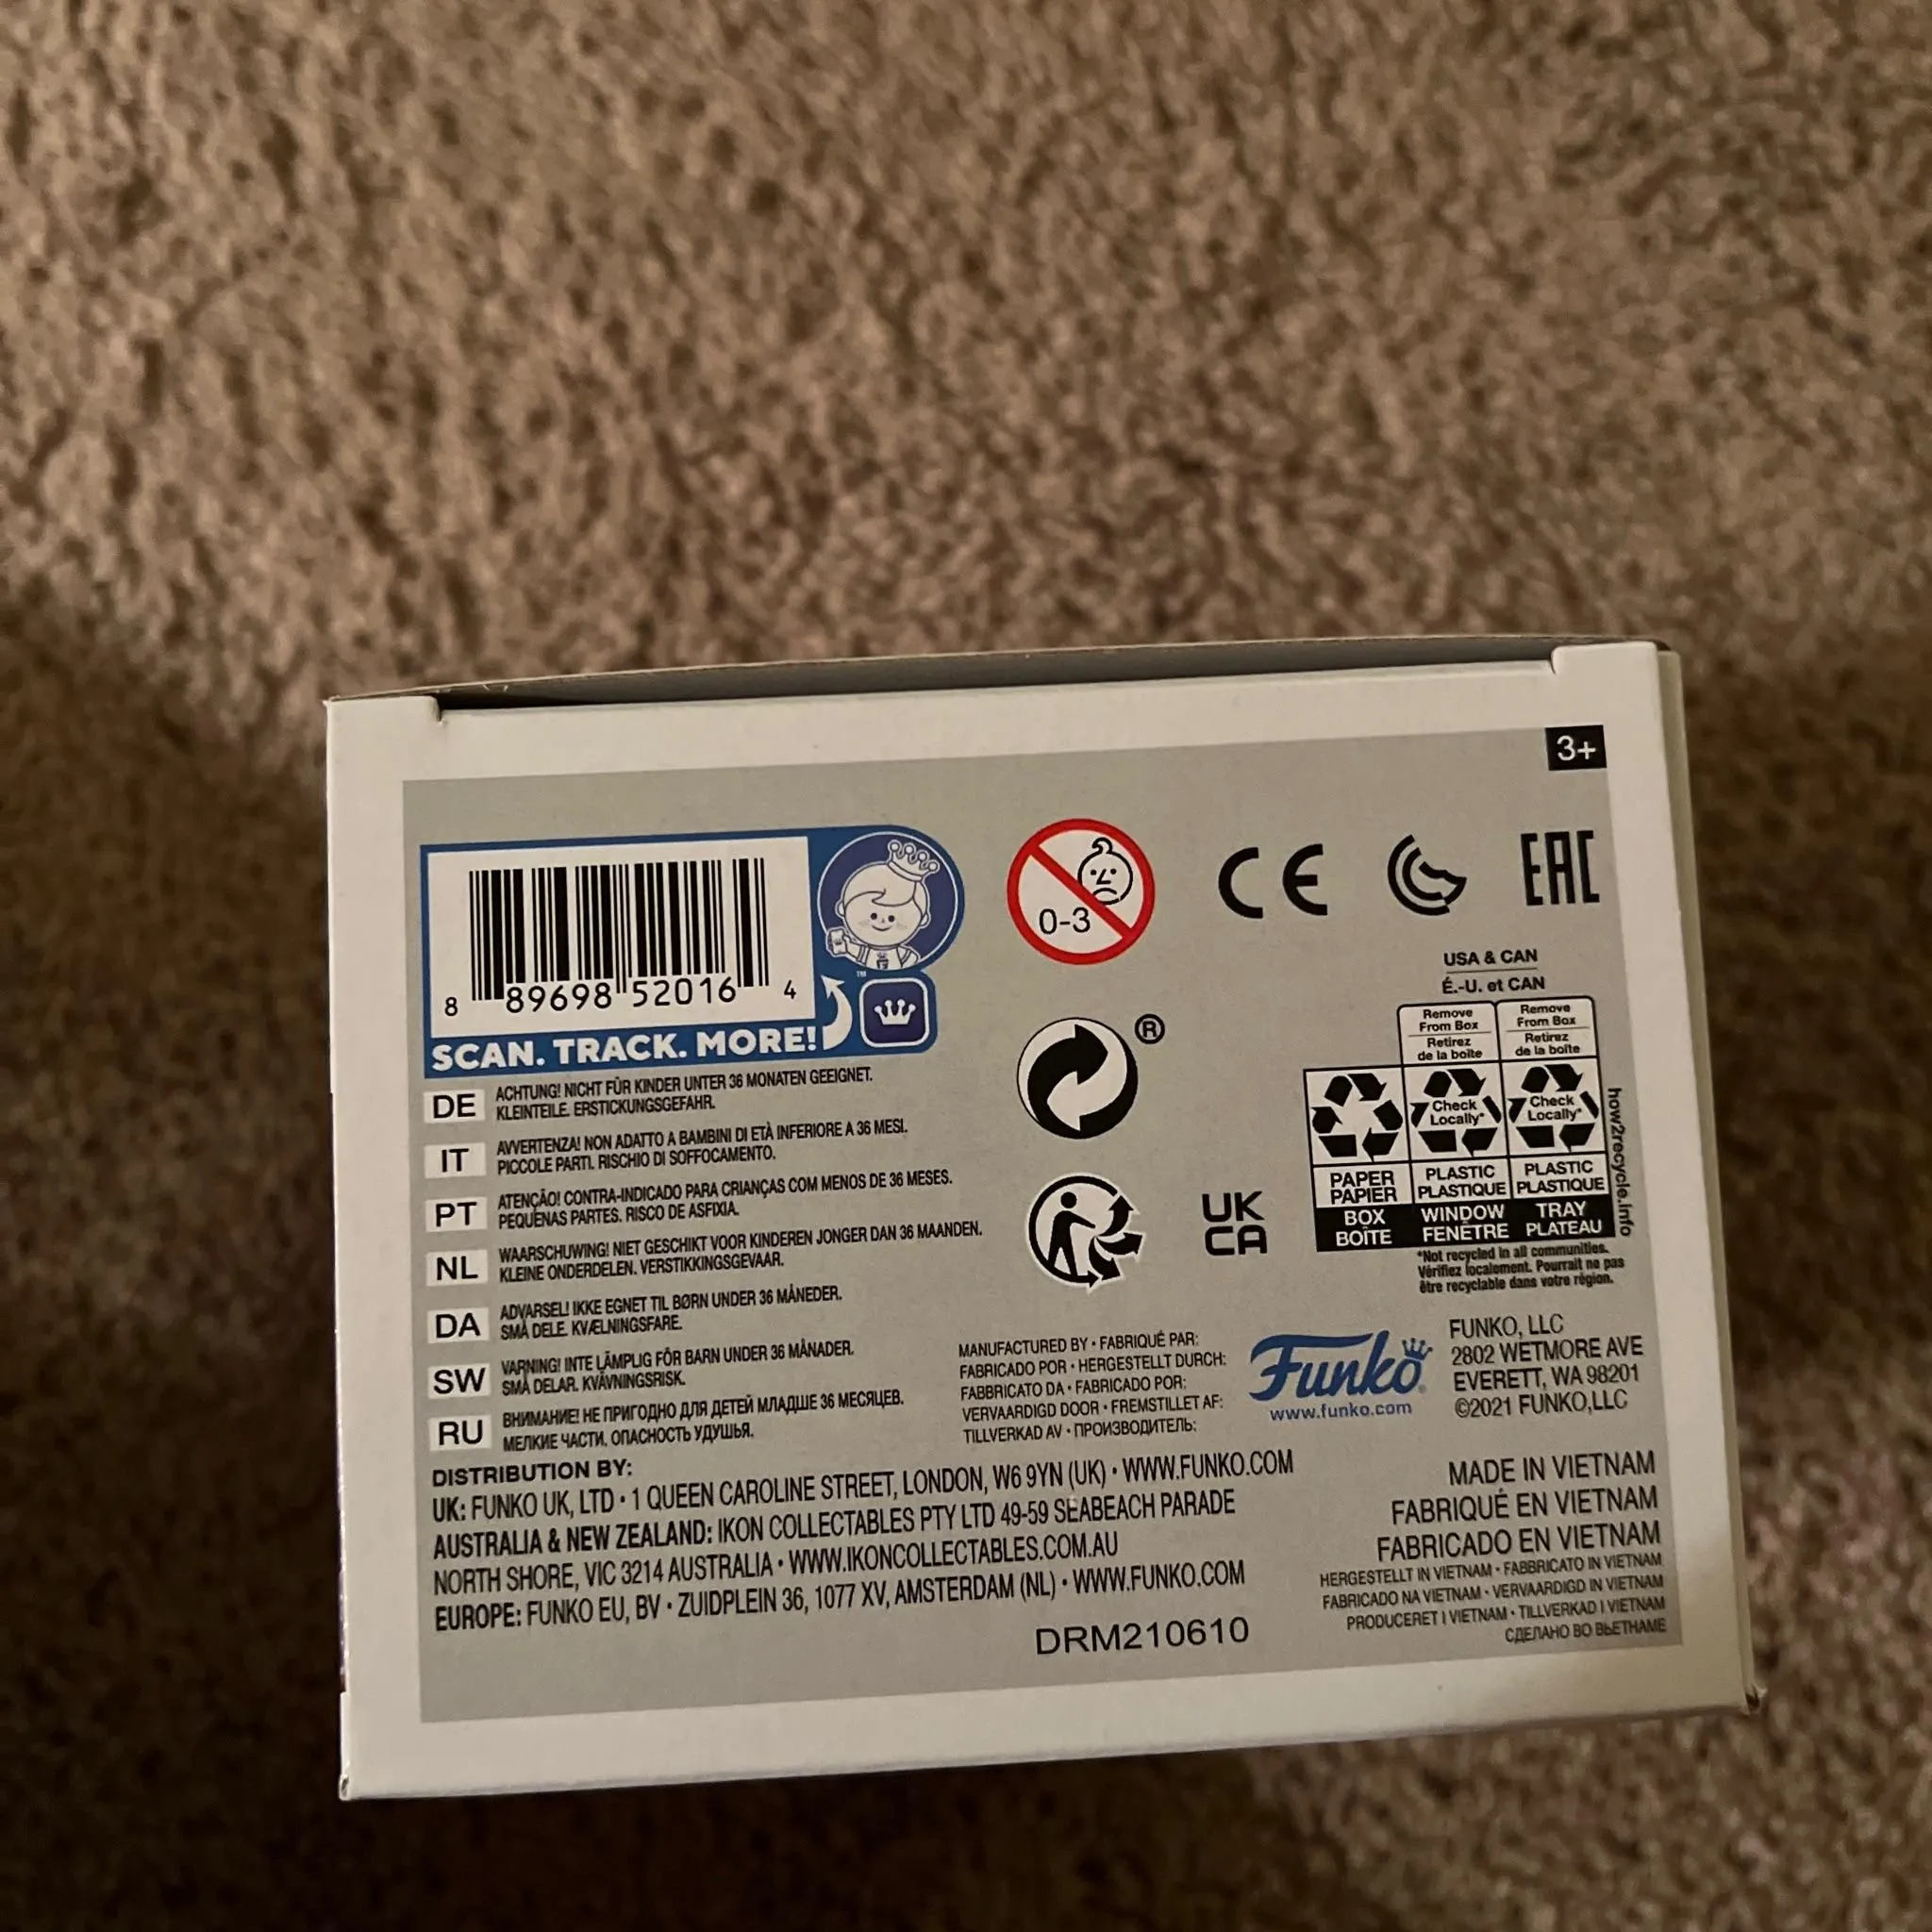 3+
8 89698 52016 4
™
SCAN. TRACK. MORE!
0-3
CE
EAC
®
UK
CA
USA & CAN
É.-U. et CAN
Remove
From Box
Retirez
de la boîte
Remove
From Box
Retirez
de la boîte
Check
Locally*
Check
Locally*
PAPER
PAPIER
PLASTIC
PLASTIQUE
PLASTIC
PLASTIQUE
BOX
BOÎTE
WINDOW
FENÊTRE
TRAY
PLATEAU
how2recycle.info
*Not recycled in all communities.
Vérifiez localement. Pourrait ne pas
être recyclable dans votre région.
DE ACHTUNG! NICHT FÜR KINDER UNTER 36 MONATEN GEEIGNET.
KLEINTEILE. ERSTICKUNGSGEFAHR.
IT AVVERTENZA! NON ADATTO A BAMBINI DI ETÀ INFERIORE A 36 MESI.
PICCOLE PARTI. RISCHIO DI SOFFOCAMENTO.
PT ATENÇÃO! CONTRA-INDICADO PARA CRIANÇAS COM MENOS DE 36 MESES.
PEQUENAS PARTES. RISCO DE ASFIXIA.
NL WAARSCHUWING! NIET GESCHIKT VOOR KINDEREN JONGER DAN 36 MAANDEN.
KLEINE ONDERDELEN. VERSTIKKINGSGEVAAR.
DA ADVARSEL! IKKE EGNET TIL BØRN UNDER 36 MÅNEDER.
SMÅ DELE. KVÆLNINGSFARE.
SW VARNING! INTE LÄMPLIG FÖR BARN UNDER 36 MÅNADER.
SMÅ DELAR. KVÄVNINGSRISK.
RU ВНИМАНИЕ! НЕ ПРИГОДНО ДЛЯ ДЕТЕЙ МЛАДШЕ 36 МЕСЯЦЕВ.
МЕЛКИЕ ЧАСТИ. ОПАСНОСТЬ УДУШЬЯ.
MANUFACTURED BY • FABRIQUÉ PAR:
FABRICADO POR • HERGESTELLT DURCH:
FABBRICATO DA • FABRICADO POR:
VERVAARDIGD DOOR • FREMSTILLET AF:
TILLVERKAD AV • ПРОИЗВОДИТЕЛЬ:
Funko
www.funko.com
FUNKO, LLC
2802 WETMORE AVE
EVERETT, WA 98201
©2021 FUNKO,LLC
DISTRIBUTION BY:
UK: FUNKO UK, LTD • 1 QUEEN CAROLINE STREET, LONDON, W6 9YN (UK) • WWW.FUNKO.COM
AUSTRALIA & NEW ZEALAND: IKON COLLECTABLES PTY LTD 49-59 SEABEACH PARADE
NORTH SHORE, VIC 3214 AUSTRALIA • WWW.IKONCOLLECTABLES.COM.AU
EUROPE: FUNKO EU, BV • ZUIDPLEIN 36, 1077 XV, AMSTERDAM (NL) • WWW.FUNKO.COM
DRM210610
MADE IN VIETNAM
FABRIQUÉ EN VIETNAM
FABRICADO EN VIETNAM
HERGESTELLT IN VIETNAM • FABBRICATO IN VIETNAM
FABRICADO NA VIETNAM • VERVAARDIGD IN VIETNAM
PRODUCERET I VIETNAM • TILLVERKAD I VIETNAM
СДЕЛАНО ВО ВЬЕТНАМЕ